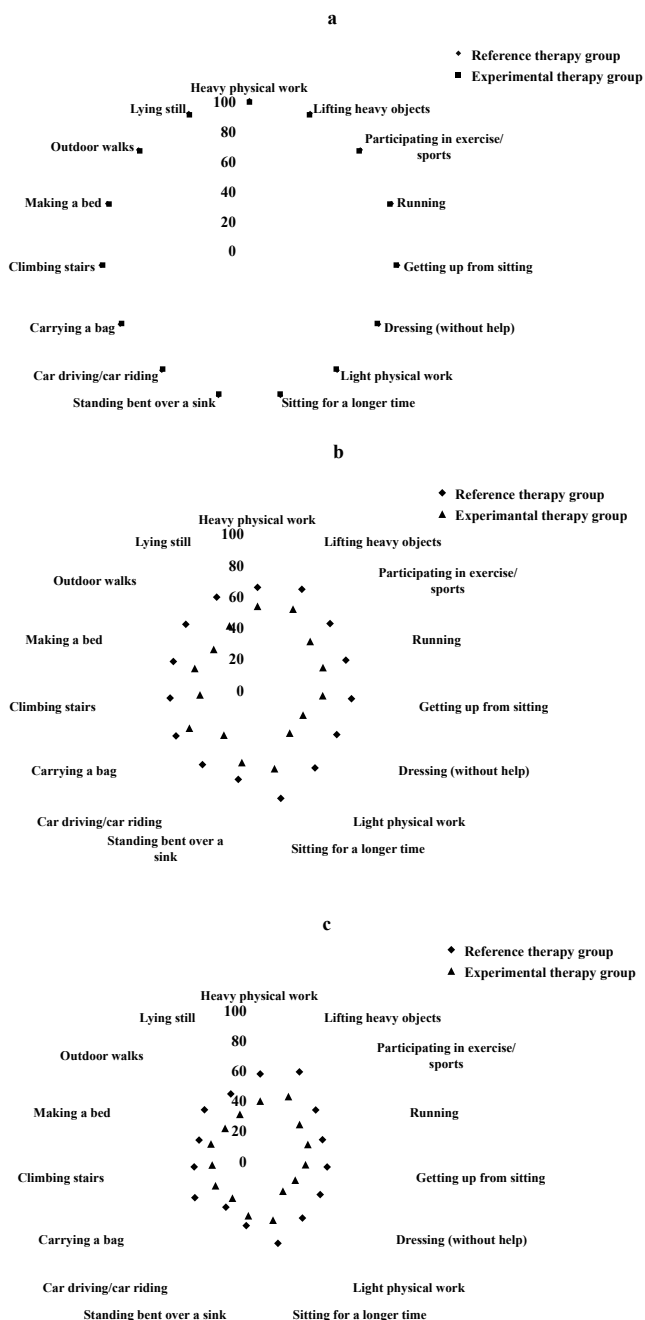 a
Reference therapy group
Experimental therapy group
Heavy physical work
100
Lying still
Lifting heavy objects
80
Outdoor walks
Participating in exercise/
sports
60
40
Making a bed
Running
20
0
Climbing stairs
Getting up from sitting
Carrying a bag
Dressing (without help)
Car driving/car riding
Light physical work
Standing bent over a sink
Sitting for a longer time
b
Reference therapy group
Experimantal therapy group
Heavy physical work
100
Lying still
Lifting heavy objects
80
Outdoor walks
Participating in exercise/
sports
60
40
Making a bed
Running
20
0
Climbing stairs
Getting up from sitting
Carrying a bag
Dressing (without help)
Car driving/car riding
Light physical work
Standing bent over a
sink
Sitting for a longer time
c
Reference therapy group
Experimental therapy group
Heavy physical work
100
Lying still
Lifting heavy objects
80
Outdoor walks
Participating in exercise/
sports
60
40
Making a bed
Running
20
0
Climbing stairs
Getting up from sitting
Carrying a bag
Dressing (without help)
Car driving/car riding
Light physical work
Standing bent over a sink
Sitting for a longer time